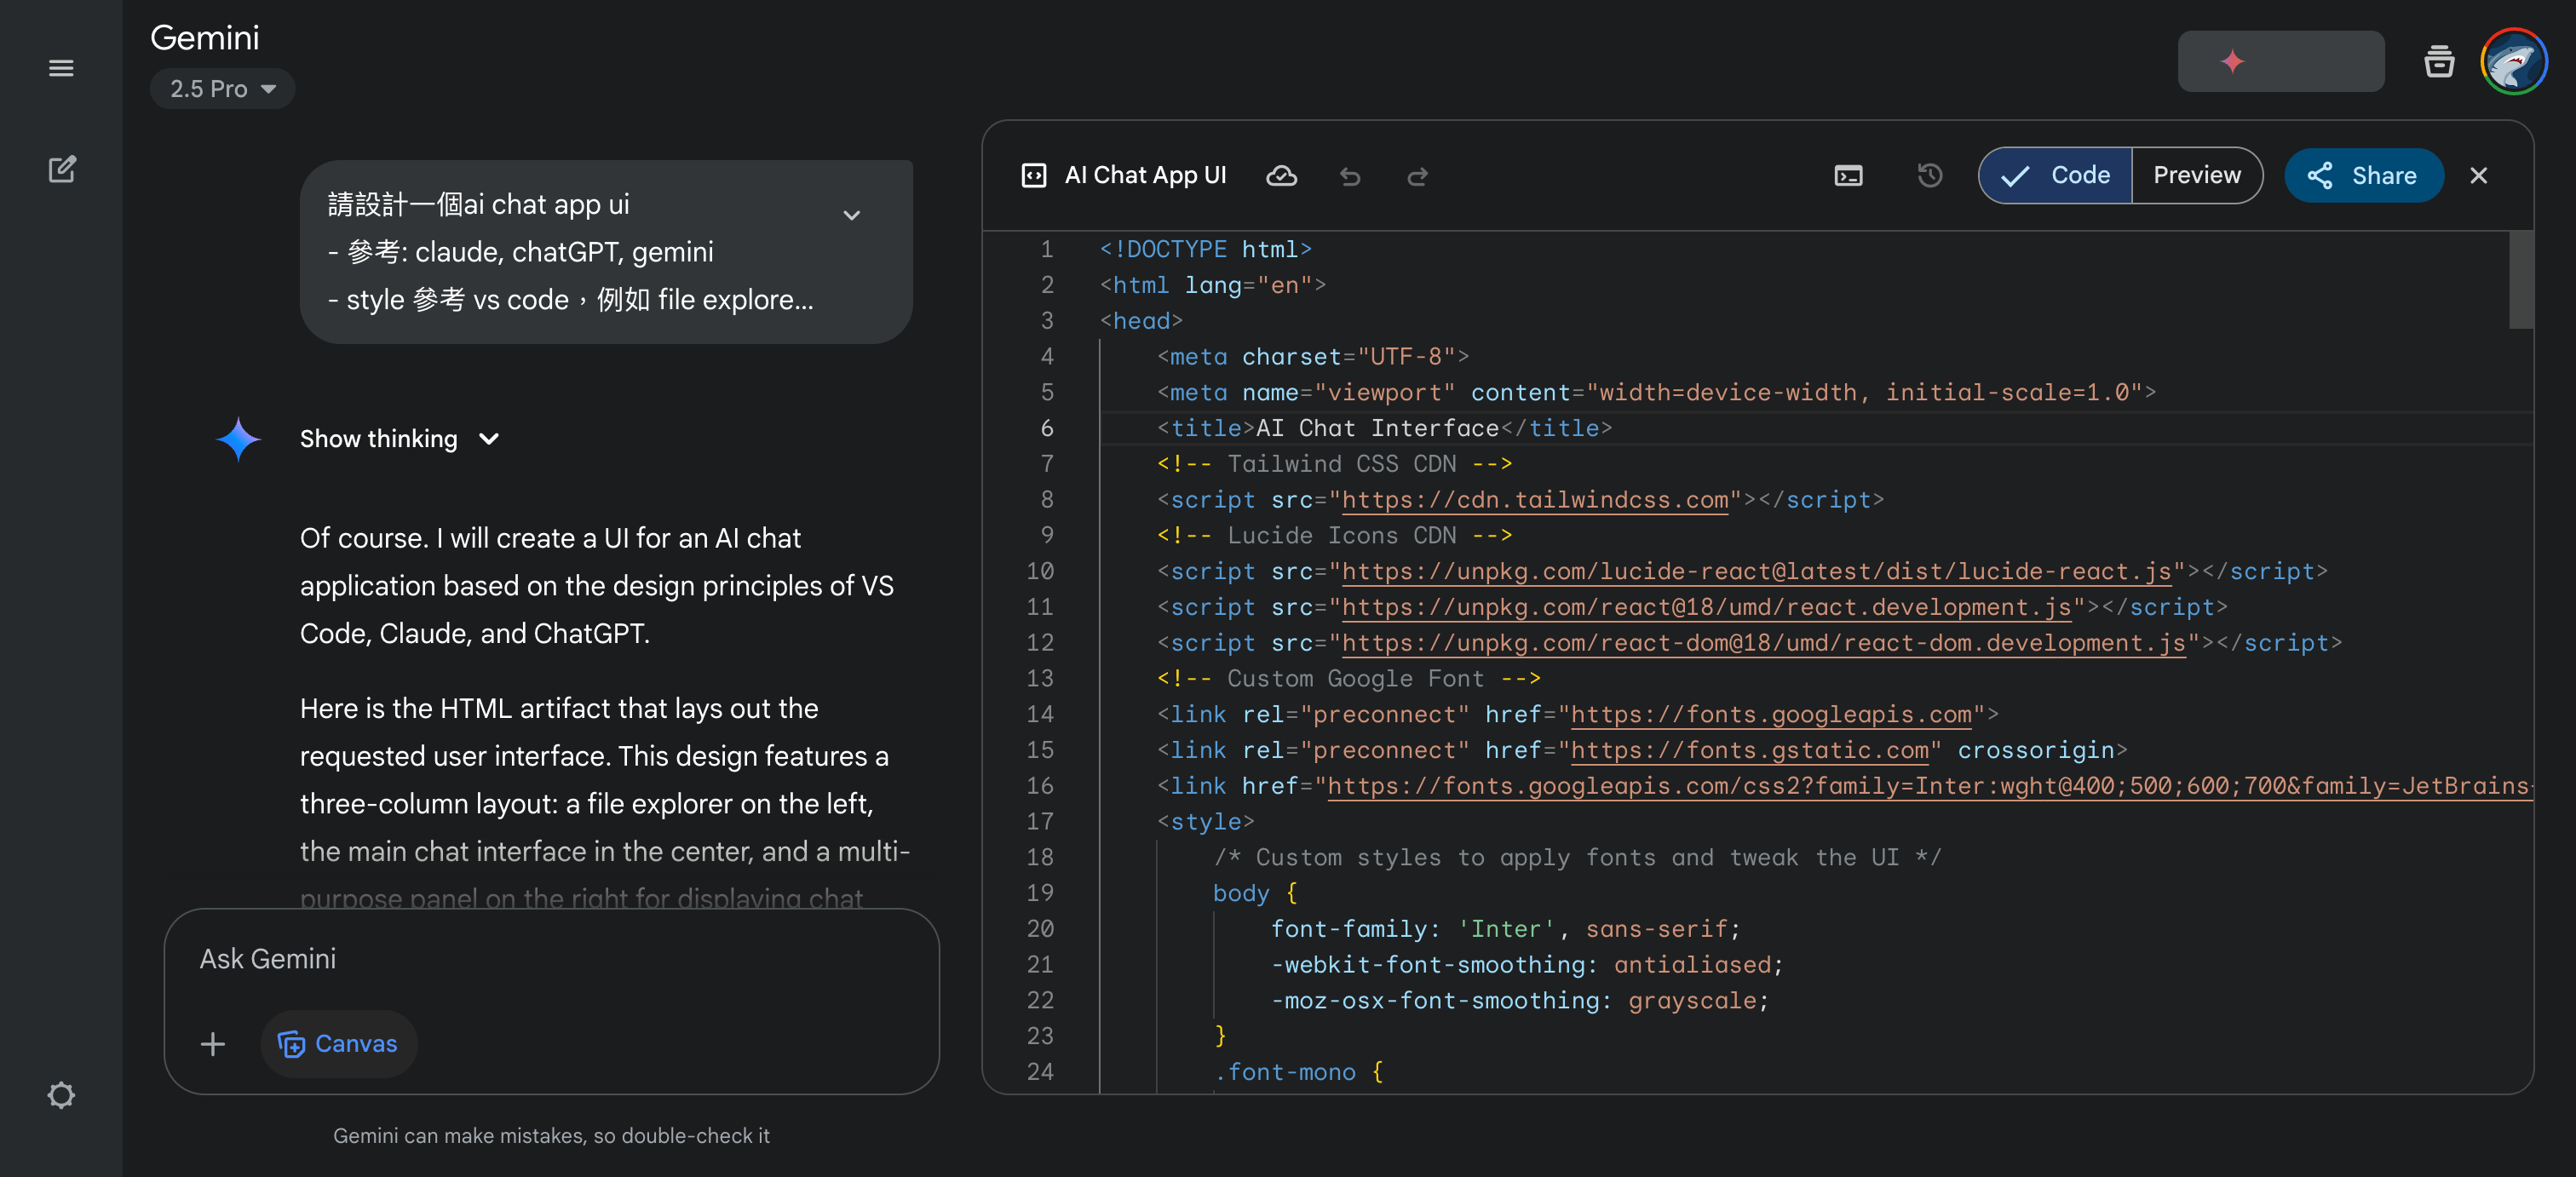 Gemini
2.5 Pro
請設計一個ai chat app ui
- 參考: claude, chatGPT, gemini
- style 參考 vs code，例如 file explore...
Show thinking
Of course. I will create a UI for an AI chat
application based on the design principles of VS
Code, Claude, and ChatGPT.
Here is the HTML artifact that lays out the
requested user interface. This design features a
three-column layout: a file explorer on the left,
the main chat interface in the center, and a multi-
purpose panel on the right for displaying chat
Ask Gemini
Canvas
Gemini can make mistakes, so double-check it
AI Chat App UI
Code
Preview
Share
1 <!DOCTYPE html>
2 <html lang="en">
3 <head>
4 <meta charset="UTF-8">
5 <meta name="viewport" content="width=device-width, initial-scale=1.0">
6 <title>AI Chat Interface</title>
7 <!-- Tailwind CSS CDN -->
8 <script src="https://cdn.tailwindcss.com"></script>
9 <!-- Lucide Icons CDN -->
10 <script src="https://unpkg.com/lucide-react@latest/dist/lucide-react.js"></script>
11 <script src="https://unpkg.com/react@18/umd/react.development.js"></script>
12 <script src="https://unpkg.com/react-dom@18/umd/react-dom.development.js"></script>
13 <!-- Custom Google Font -->
14 <link rel="preconnect" href="https://fonts.googleapis.com">
15 <link rel="preconnect" href="https://fonts.gstatic.com" crossorigin>
16 <link href="https://fonts.googleapis.com/css2?family=Inter:wght@400;500;600;700&family=JetBrains
17 <style>
18 /* Custom styles to apply fonts and tweak the UI */
19 body {
20 font-family: 'Inter', sans-serif;
21 -webkit-font-smoothing: antialiased;
22 -moz-osx-font-smoothing: grayscale;
23 }
24 .font-mono {